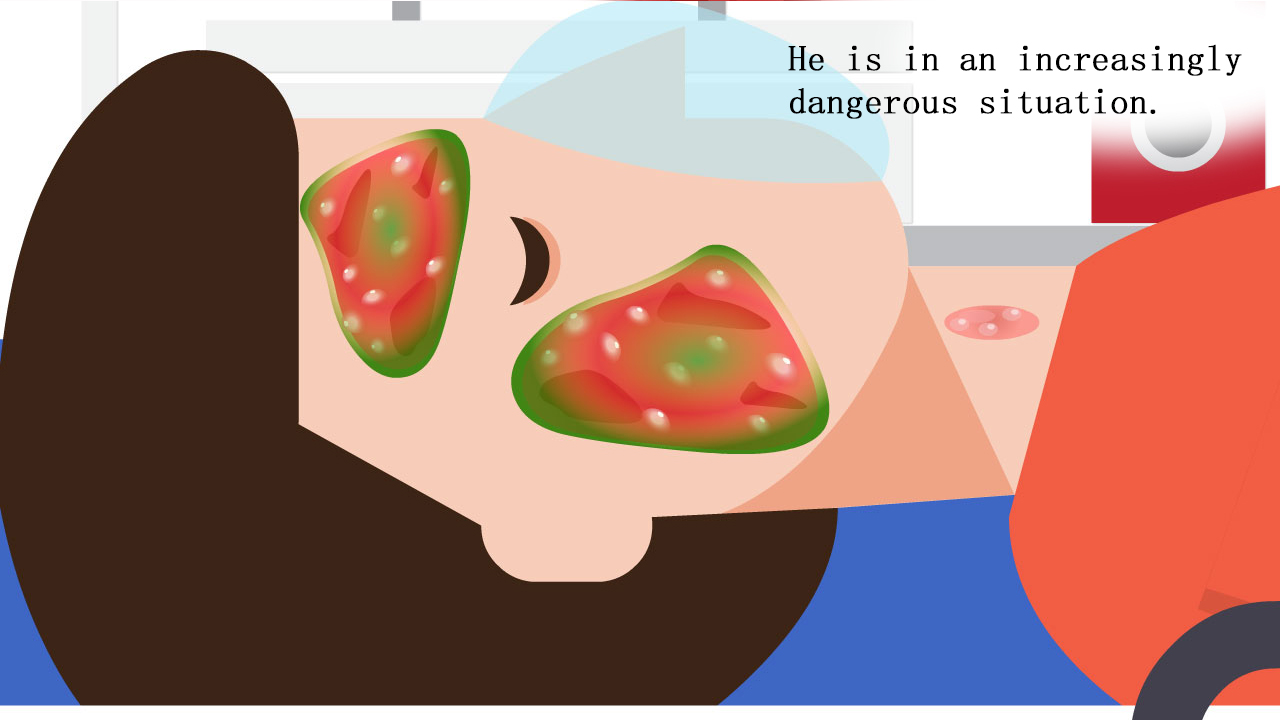 He is in an increasingly
dangerous situation.